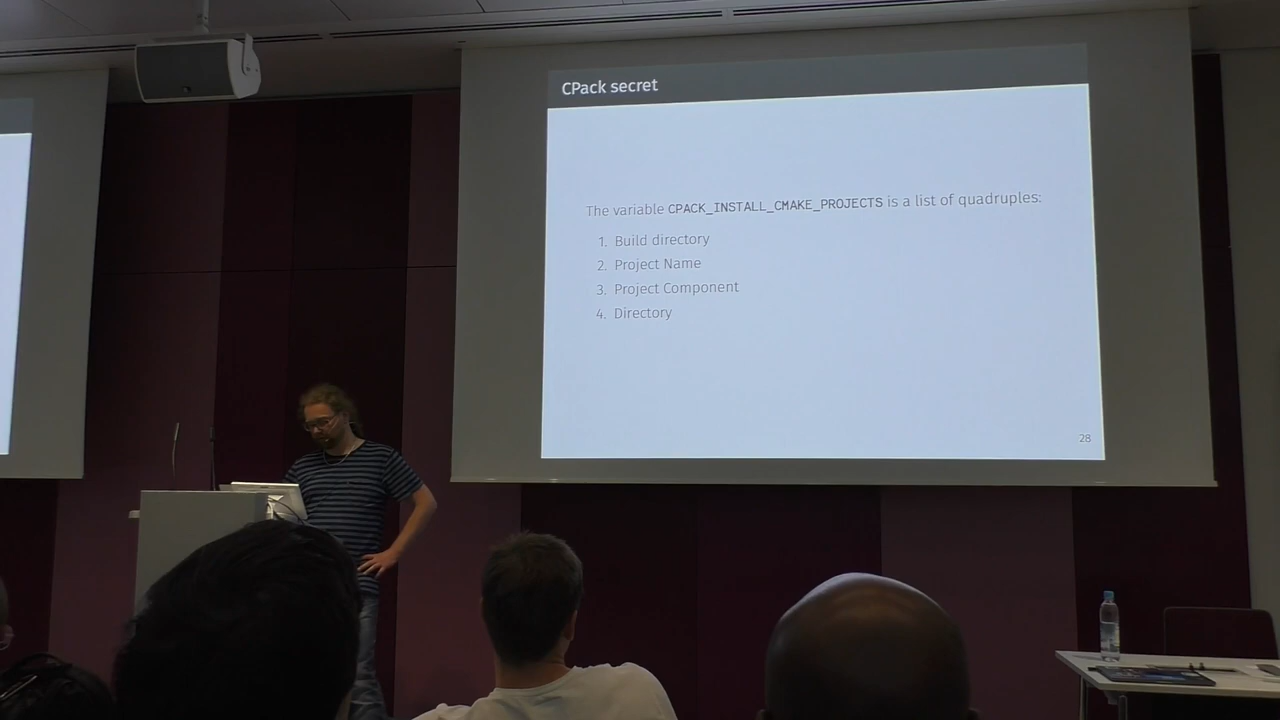 CPack secret
The variable CPACK_INSTALL_CMAKE_PROJECTS is a list of quadruples:
1. Build directory
2. Project Name
3. Project Component
4. Directory
28